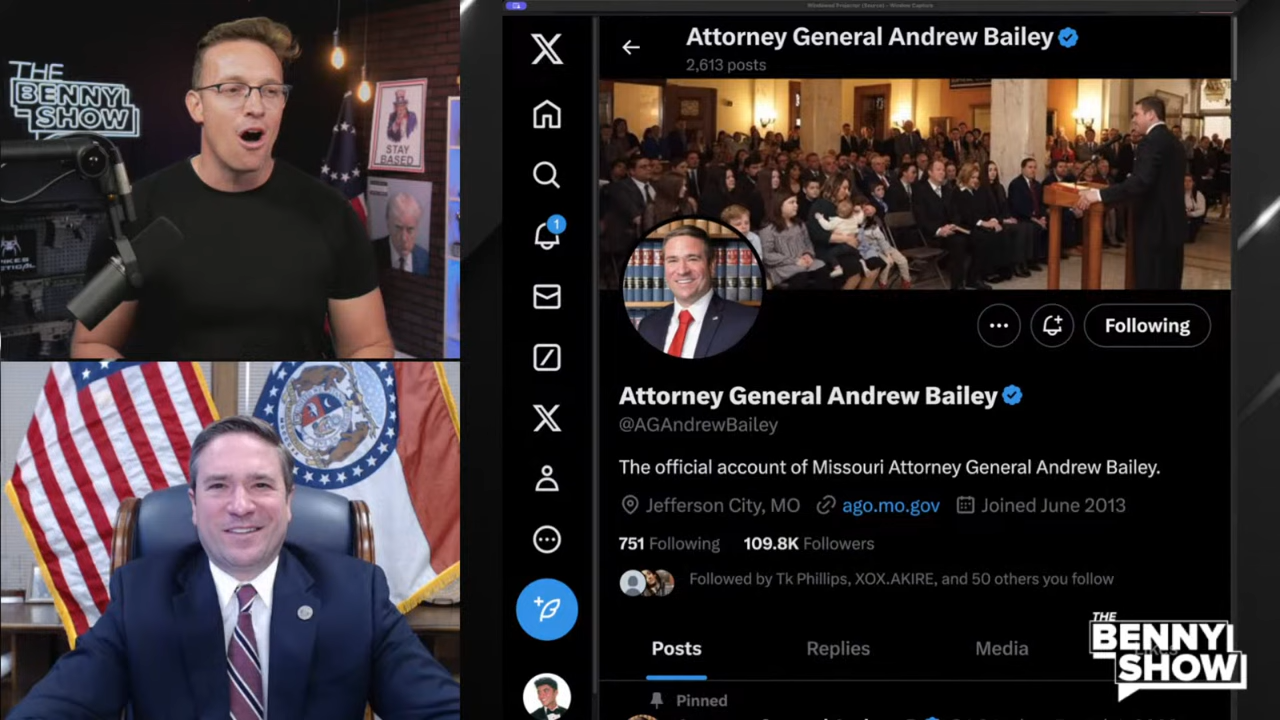 THE
BENNY
SHOW
STAY
BASED
Attorney General Andrew Bailey
2,613 posts
1
Following
Attorney General Andrew Bailey
@AGAndrewBailey
The official account of Missouri Attorney General Andrew Bailey.
Jefferson City, MO ago.mo.gov Joined June 2013
751 Following 109.8K Followers
Followed by Tk Phillips, XOX.AKIRE, and 50 others you follow
Posts Replies Media
Pinned
THE
BENNY
SHOW